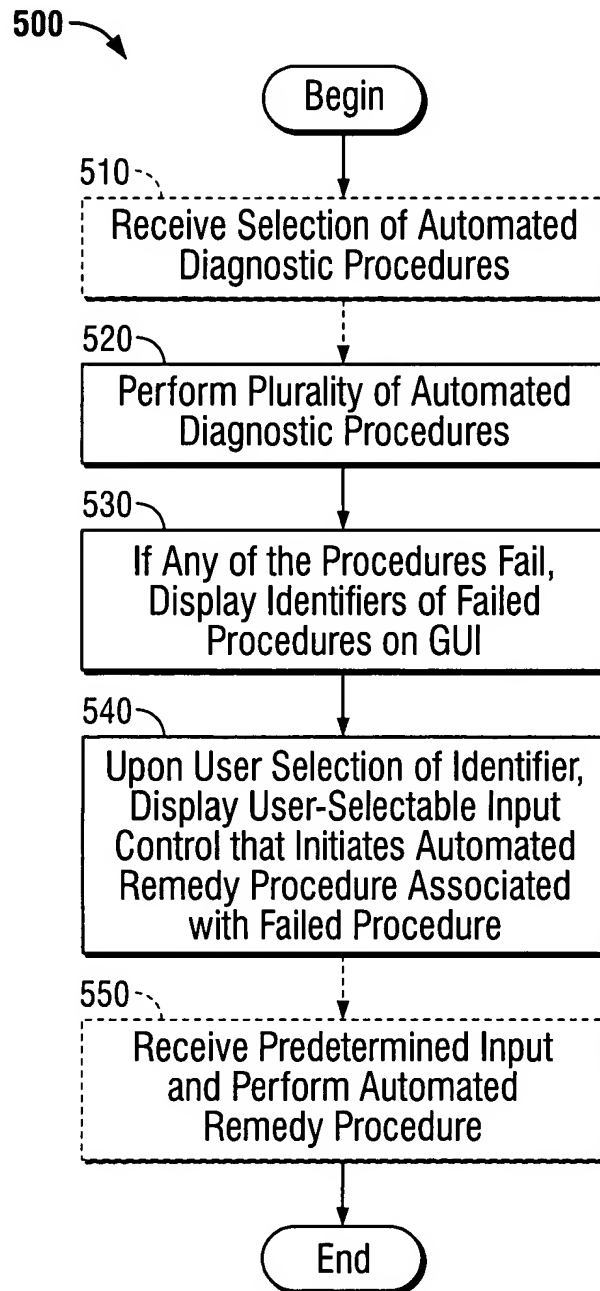 500
Begin
510
Receive Selection of Automated
Diagnostic Procedures
520
Perform Plurality of Automated
Diagnostic Procedures
530
If Any of the Procedures Fail,
Display Identifiers of Failed
Procedures on GUI
540
Upon User Selection of Identifier,
Display User-Selectable Input
Control that Initiates Automated
Remedy Procedure Associated
with Failed Procedure
550
Receive Predetermined Input
and Perform Automated
Remedy Procedure
End